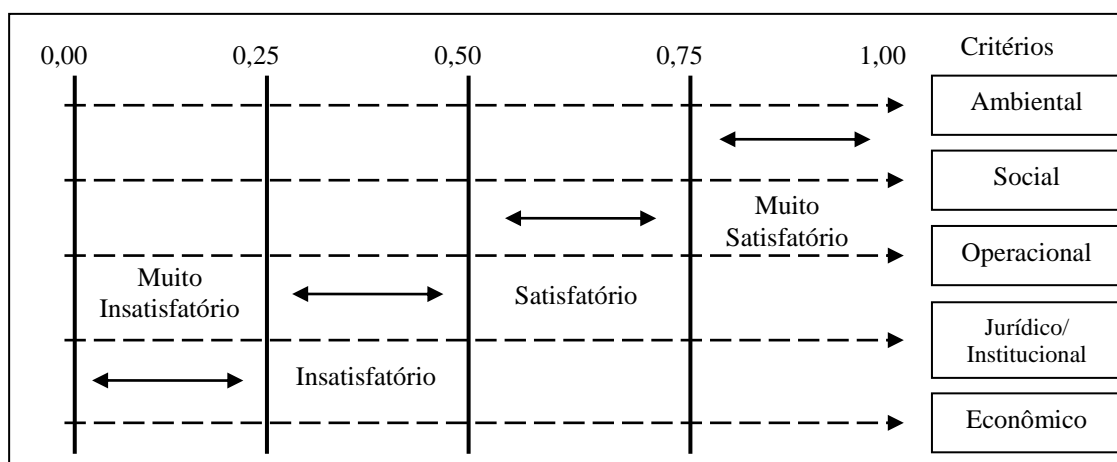 0,00 0,25 0,50 0,75 1,00 Critérios
Ambiental
Social
Muito
Satisfatório
Operacional
Muito
Insatisfatório
Satisfatório
Jurídico/
Institucional
Insatisfatório
Econômico